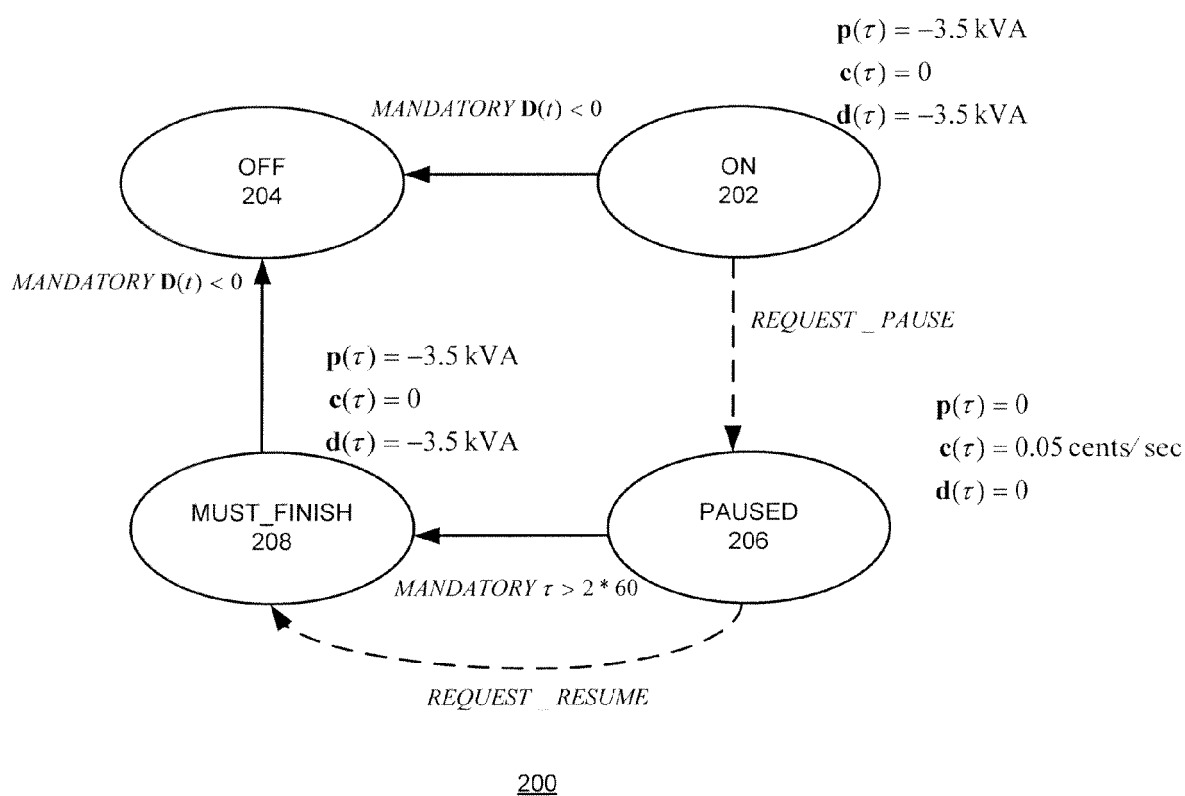 p(τ) = −3.5 kVA
c(τ) = 0
d(τ) = −3.5 kVA
MANDATORY D(t) < 0
OFF
204
ON
202
MANDATORY D(t) < 0
REQUEST _ PAUSE
p(τ) = −3.5 kVA
c(τ) = 0
d(τ) = −3.5 kVA
p(τ) = 0
c(τ) = 0.05 cents/ sec
d(τ) = 0
MUST_FINISH
208
PAUSED
206
MANDATORY τ > 2 * 60
REQUEST _ RESUME
200